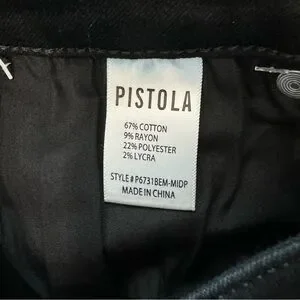 PISTOLA
67% COTTON
9% RAYON
22% POLYESTER
2% LYCRA
STYLE # P6731BEM-MIDP
MADE IN CHINA